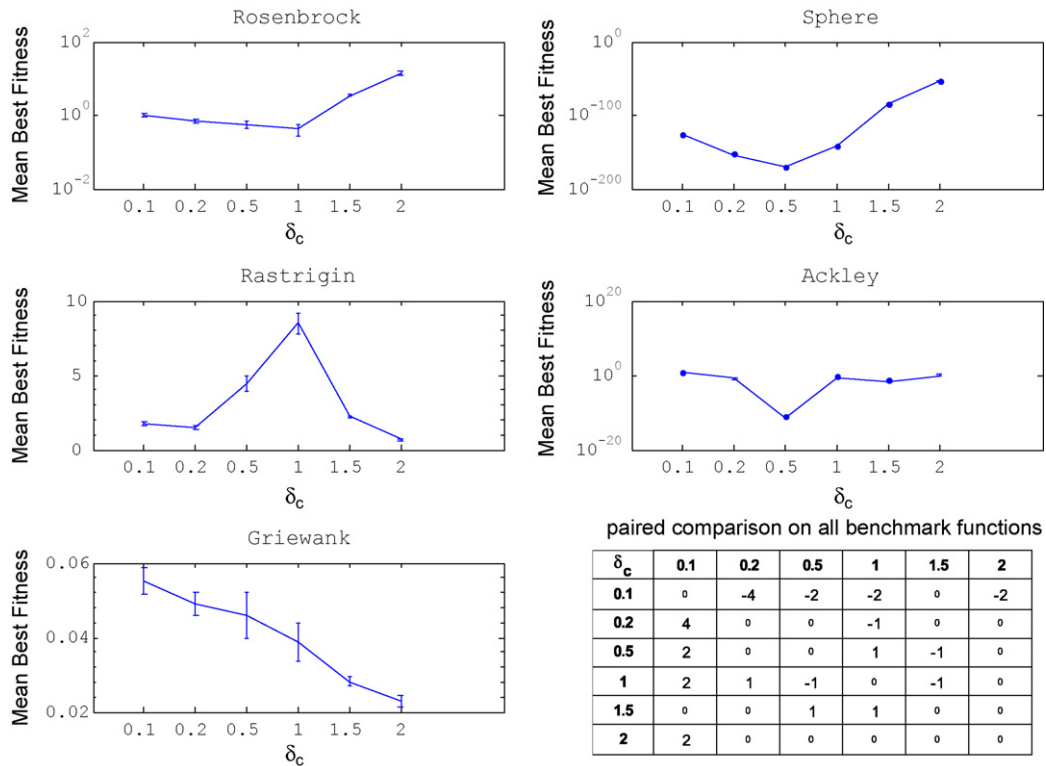 Rosenbrock
Mean Best Fitness
10^2
10^0
10^-2
0.1 0.2 0.5 1 1.5 2
δc
Sphere
Mean Best Fitness
10^0
10^-100
10^-200
0.1 0.2 0.5 1 1.5 2
δc
Rastrigin
Mean Best Fitness
10
5
0
0.1 0.2 0.5 1 1.5 2
δc
Ackley
Mean Best Fitness
10^20
10^0
10^-20
0.1 0.2 0.5 1 1.5 2
δc
Griewank
Mean Best Fitness
0.06
0.04
0.02
0.1 0.2 0.5 1 1.5 2
δc
paired comparison on all benchmark functions
δc 0.1 0.2 0.5 1 1.5 2
0.1 0 -4 -2 -2 0 -2
0.2 4 0 0 -1 0 0
0.5 2 0 0 1 -1 0
1 2 1 -1 0 -1 0
1.5 0 0 1 1 0 0
2 2 0 0 0 0 0